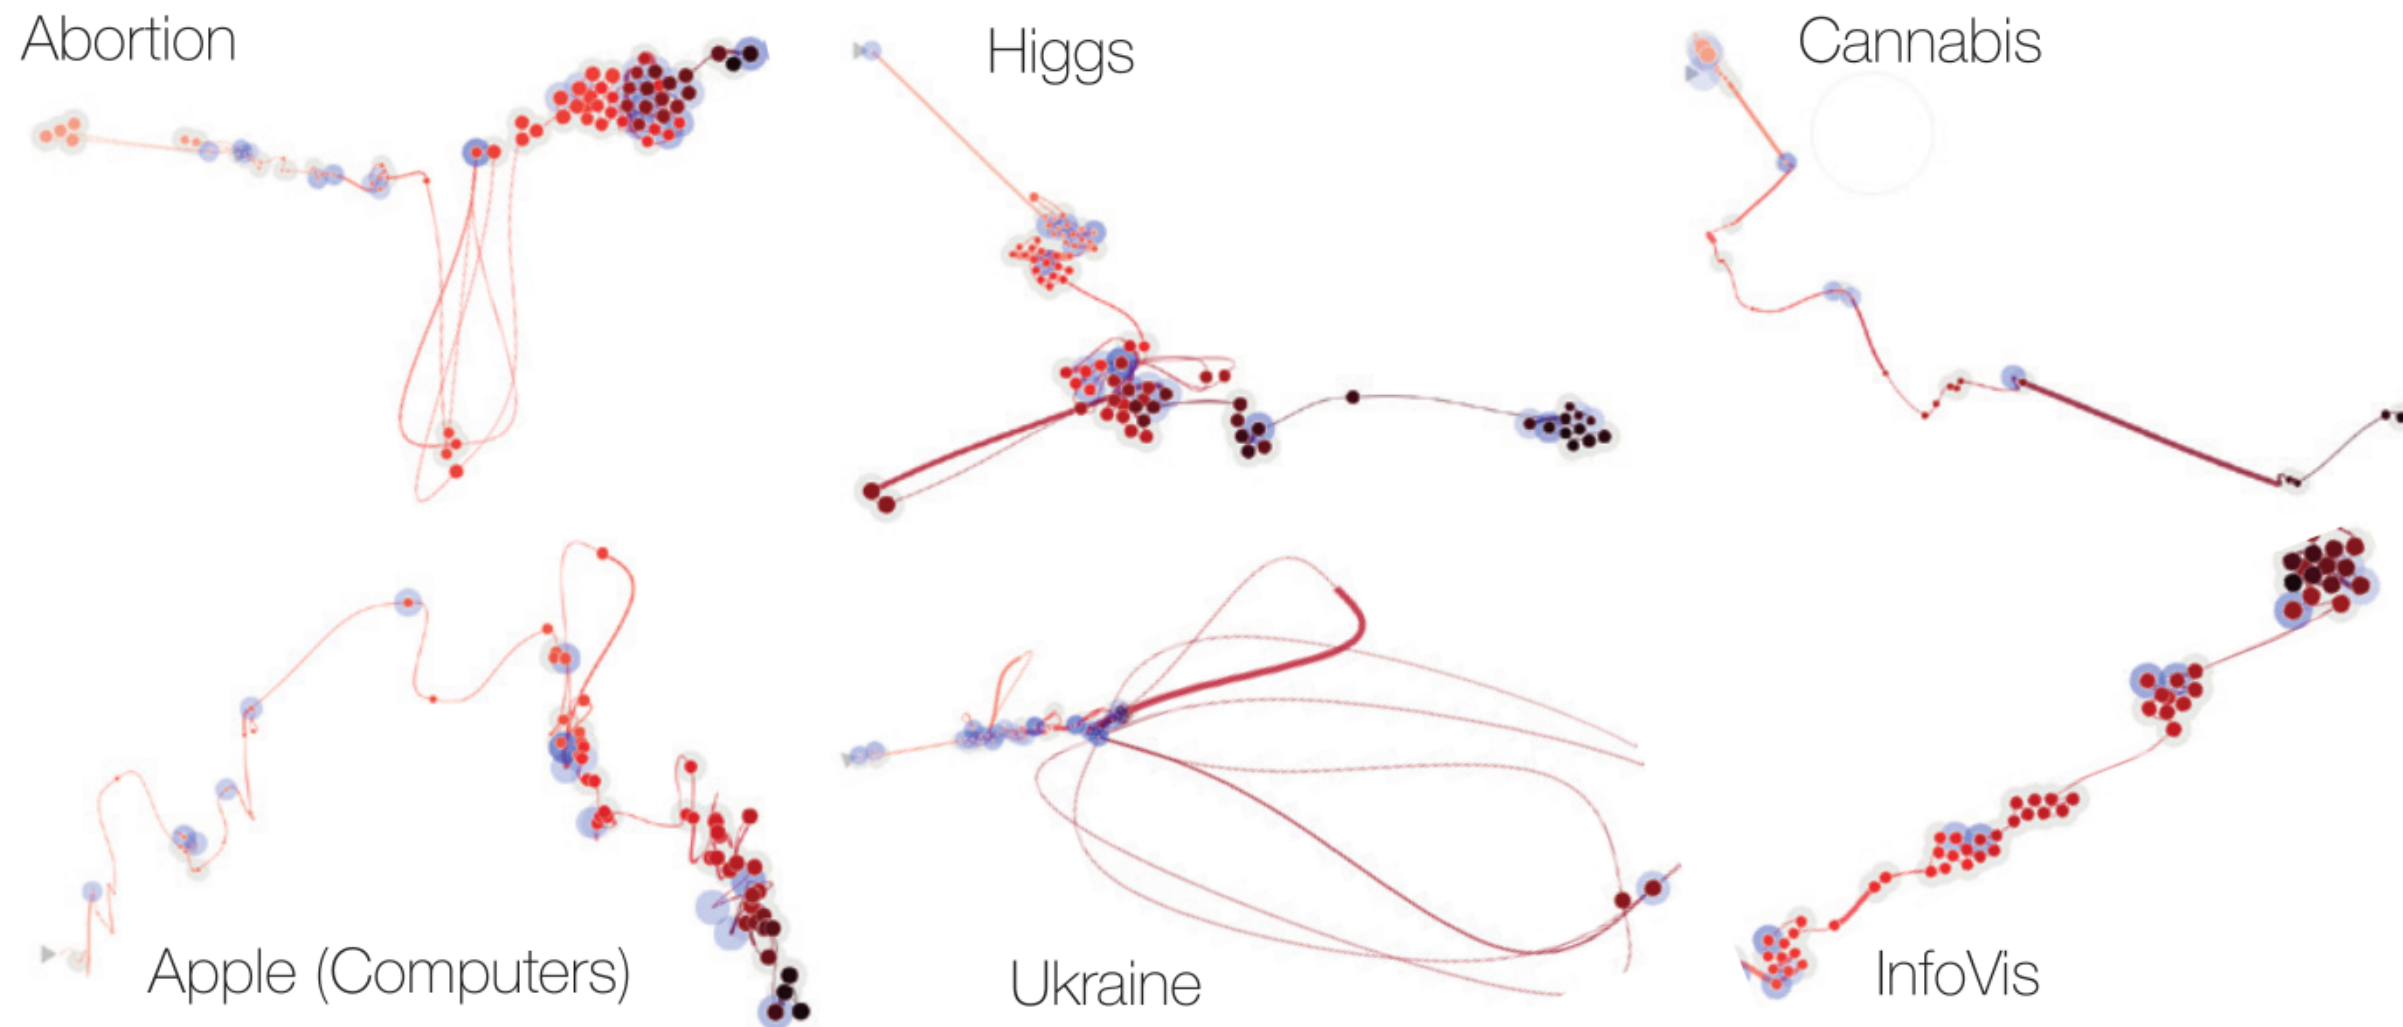 Abortion
Higgs
Cannabis
Apple (Computers)
Ukraine
InfoVis